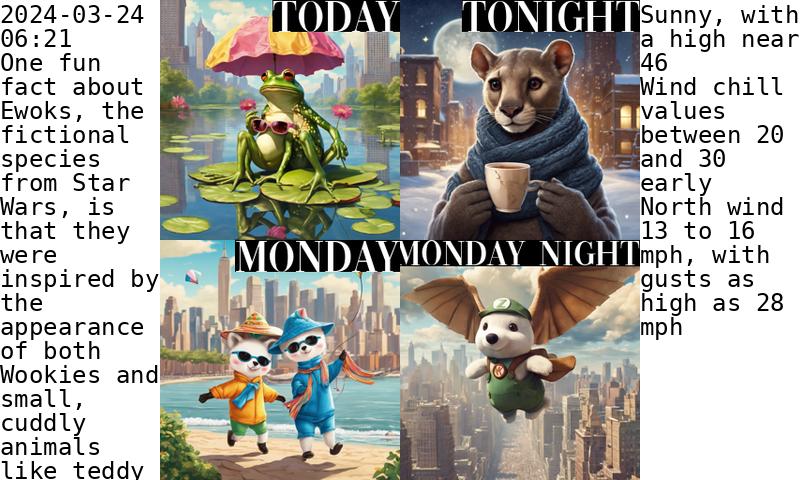 2024-03-24
06:21
One fun
fact about
Ewoks, the
fictional
species
from Star
Wars, is
that they
were
inspired by
the
appearance
of both
Wookies and
small,
cuddly
animals
like teddy
TODAY
TONIGHT
MONDAY
MONDAY NIGHT
Z
K
Sunny, with
a high near
46
Wind chill
values
between 20
and 30
early
North wind
13 to 16
mph, with
gusts as
high as 28
mph